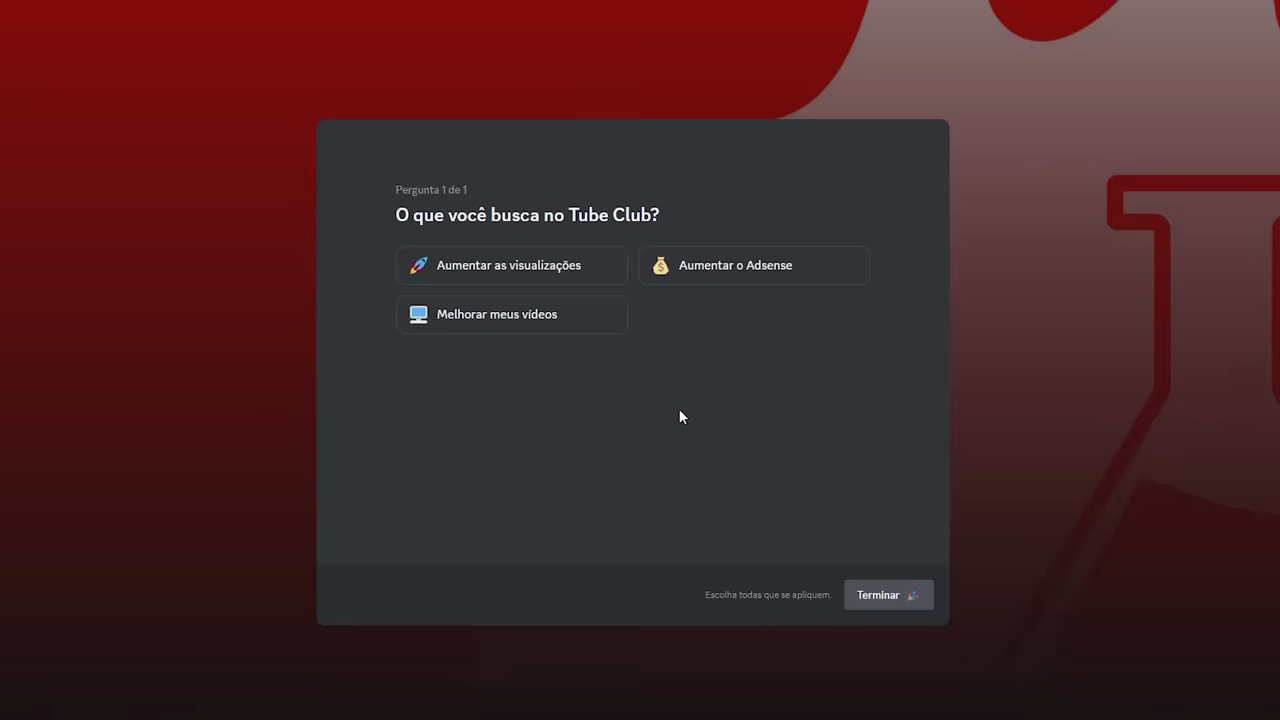 Pergunta 1 de 1
O que você busca no Tube Club?
Aumentar as visualizações
Aumentar o Adsense
Melhorar meus vídeos
Escolha todas que se apliquem.
Terminar